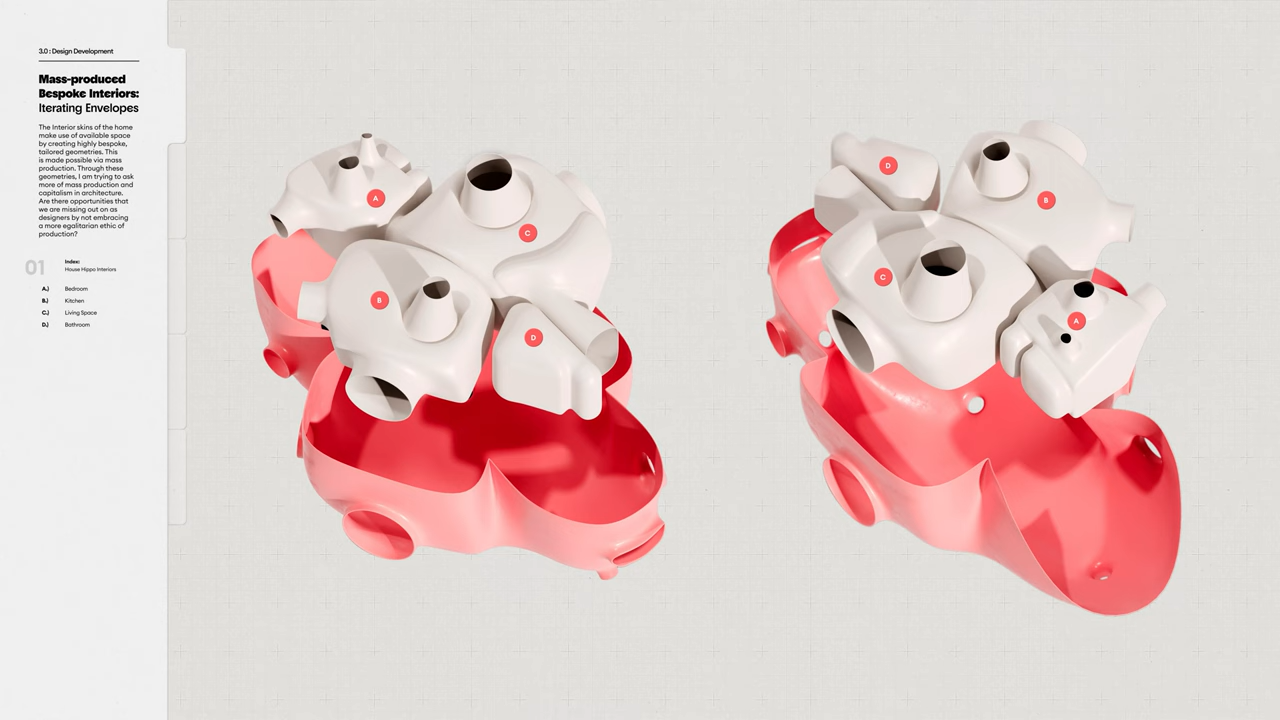 3.0 : Design Development
Mass-produced
Bespoke Interiors:
Iterating Envelopes
The Interior skins of the home
make use of available space
by creating highly bespoke,
tailored geometries. This
is made possible via mass
production. Through these
geometries, I am trying to ask
more of mass production and
capitalism in architecture.
Are there opportunities that
we are missing out on as
designers by not embracing
a more egalitarian ethic of
production?
01
Index:
House Hippo Interiors
A.) Bedroom
B.) Kitchen
C.) Living Space
D.) Bathroom
A
C
B
D
D
B
C
A